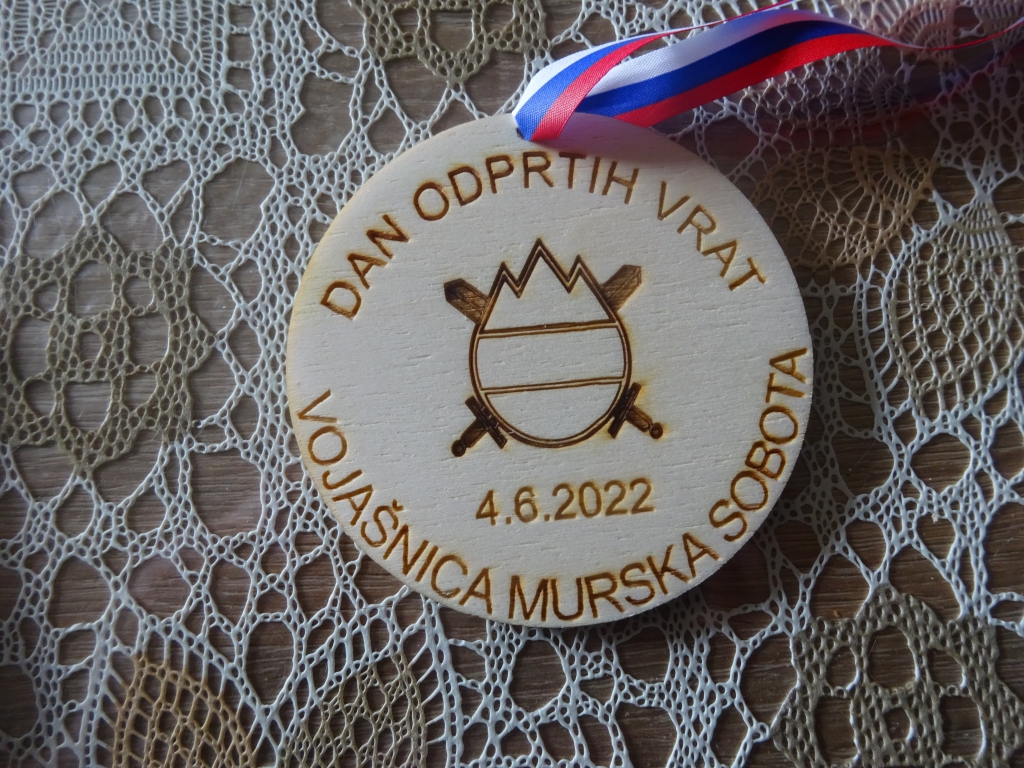 DAN ODPRTIH VRAT
4.6.2022
VOJAŠNICA MURSKA SOBOTA